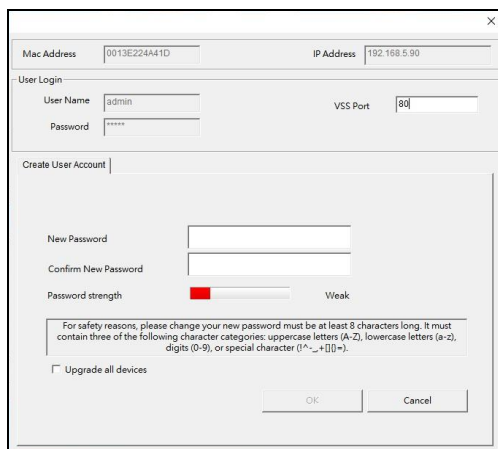 ×
Mac Address 0013E224A41D IP Address 192.168.5.90
User Login
User Name admin VSS Port 80
Password *****
Create User Account
New Password
Confirm New Password
Password strength Weak
For safety reasons, please change your new password must be at least 8 characters long. It must
contain three of the following character categories: uppercase letters (A-Z), lowercase letters (a-z),
digits (0-9), or special character (!^-_+[]{}=).
Upgrade all devices
OK Cancel